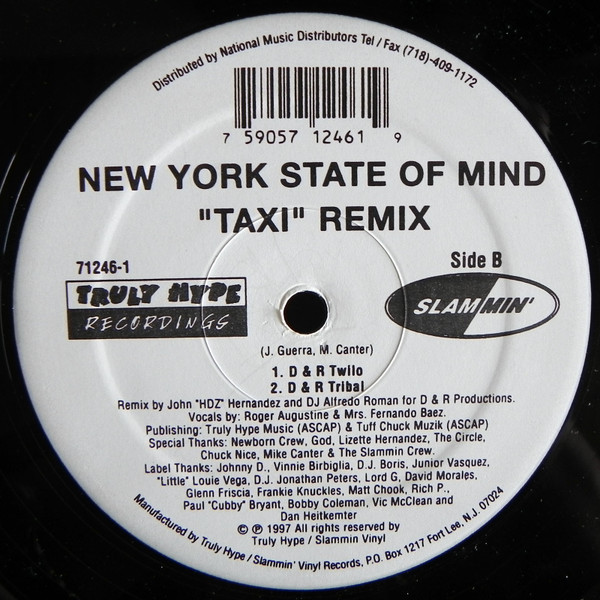 Distributed by National Music Distributors Tel / Fax (718)-409-1172
7 59057 12461 9
NEW YORK STATE OF MIND
"TAXI" REMIX
71246-1
Side B
TRULY HYPE
RECORDINGS
SLAMMIN'
(J. Guerra, M. Canter)
1. D & R Twilo
2. D & R Tribal
Remix by John "HDZ" Hernandez and DJ Alfredo Roman for D & R Productions.
Vocals by: Roger Augustine & Mrs. Fernando Baez.
Publishing: Truly Hype Music (ASCAP) & Tuff Chuck Muzik (ASCAP)
Special Thanks: Newborn Crew, God, Lizette Hernandez, The Circle,
Chuck Nice, Mike Canter & The Slammin Crew.
Label Thanks: Johnny D., Vinnie Birbiglia, D.J. Boris, Junior Vasquez,
"Little" Louie Vega, D.J. Jonathan Peters, Lord G, David Morales,
Glenn Friscia, Frankie Knuckles, Matt Chook, Rich P.,
Paul "Cubby" Bryant, Bobby Coleman, Vic McClean and
Dan Heitkemter
© ℗ 1997 All rights reserved by
Truly Hype / Slammin Vinyl
Manufactured by Truly Hype / Slammin' Vinyl Records, P.O. Box 1217 Fort Lee, N.J. 07024